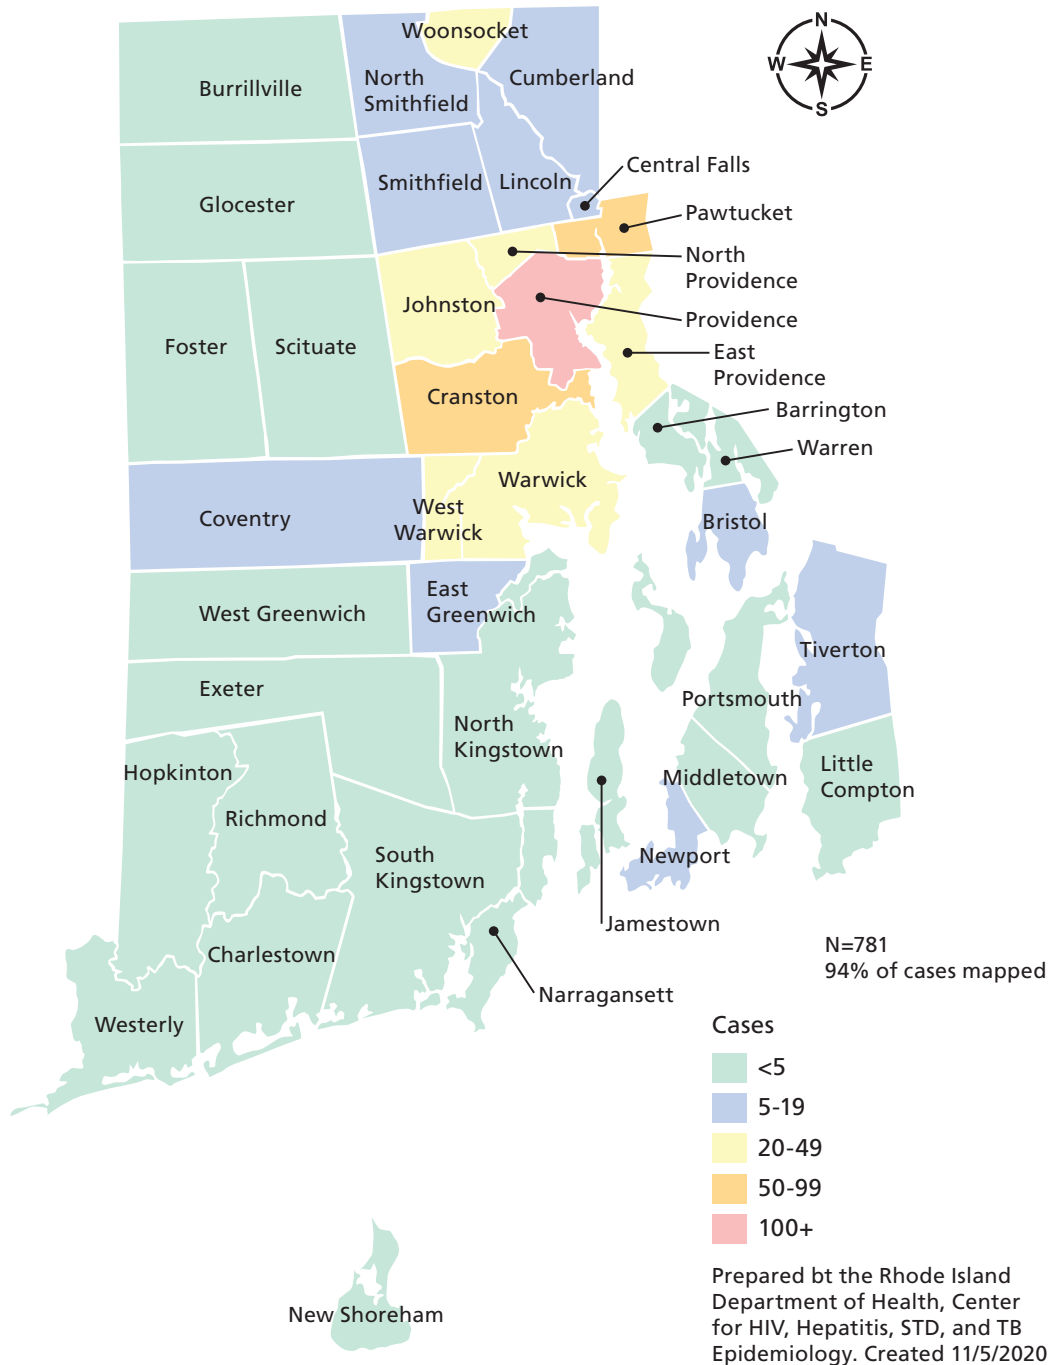 N
W
E
S
Woonsocket
North
Smithfield
Cumberland
Burrillville
Central Falls
Smithfield
Lincoln
Glocester
Pawtucket
North
Providence
Johnston
Providence
Foster
Scituate
East
Providence
Cranston
Barrington
Warren
Warwick
West
Warwick
Coventry
Bristol
East
Greenwich
West Greenwich
Tiverton
Exeter
Portsmouth
North
Kingstown
Hopkinton
Middletown
Little
Compton
Richmond
South
Kingstown
Newport
Jamestown
Charlestown
Narragansett
Westerly
N=781
94% of cases mapped
Cases
<5
5-19
20-49
50-99
100+
New Shoreham
Prepared bt the Rhode Island
Department of Health, Center
for HIV, Hepatitis, STD, and TB
Epidemiology. Created 11/5/2020